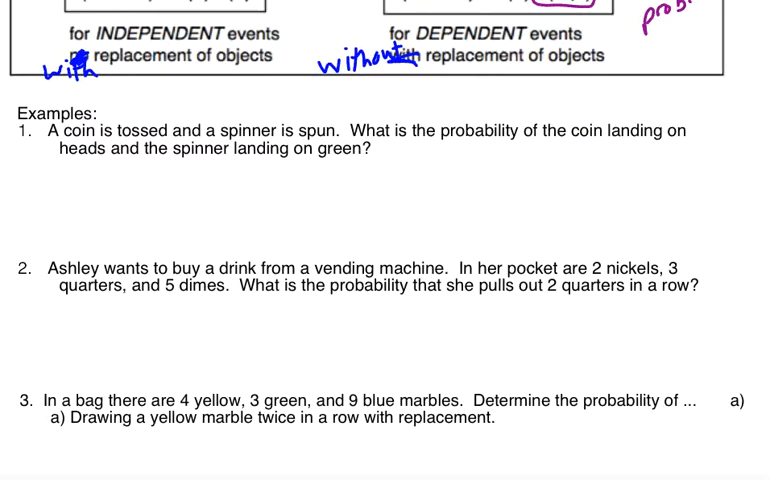 for INDEPENDENT events
with replacement of objects
for DEPENDENT events
without replacement of objects
Examples:
1. A coin is tossed and a spinner is spun. What is the probability of the coin landing on
heads and the spinner landing on green?
2. Ashley wants to buy a drink from a vending machine. In her pocket are 2 nickels, 3
quarters, and 5 dimes. What is the probability that she pulls out 2 quarters in a row?
3. In a bag there are 4 yellow, 3 green, and 9 blue marbles. Determine the probability of ... a)
a) Drawing a yellow marble twice in a row with replacement.